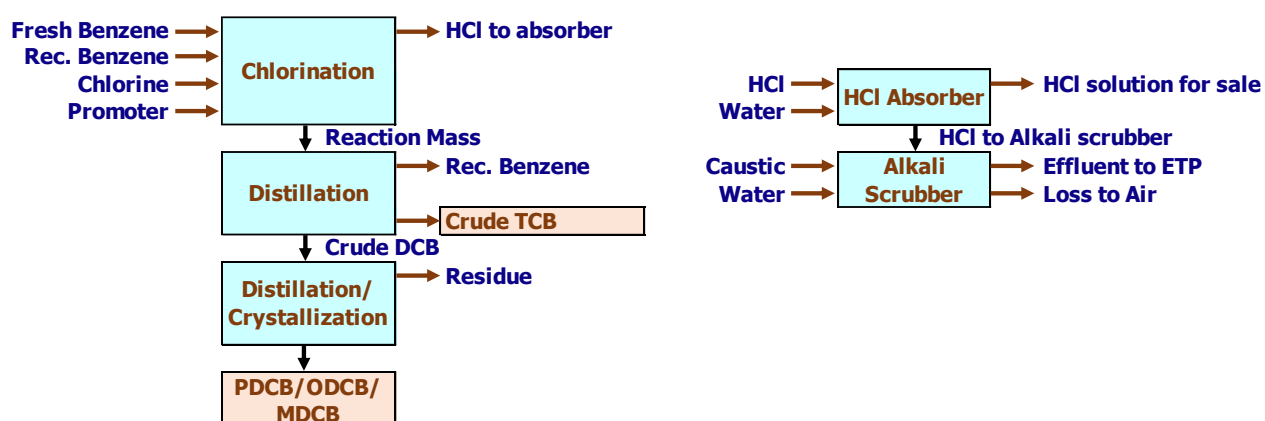 Fresh Benzene
Rec. Benzene
Chlorine
Promoter
Chlorination
HCl to absorber
Reaction Mass
Distillation
Rec. Benzene
Crude TCB
Crude DCB
Distillation/
Crystallization
Residue
PDCB/ODCB/
MDCB
HCl
Water
HCl Absorber
HCl solution for sale
HCl to Alkali scrubber
Caustic
Water
Alkali
Scrubber
Effluent to ETP
Loss to Air